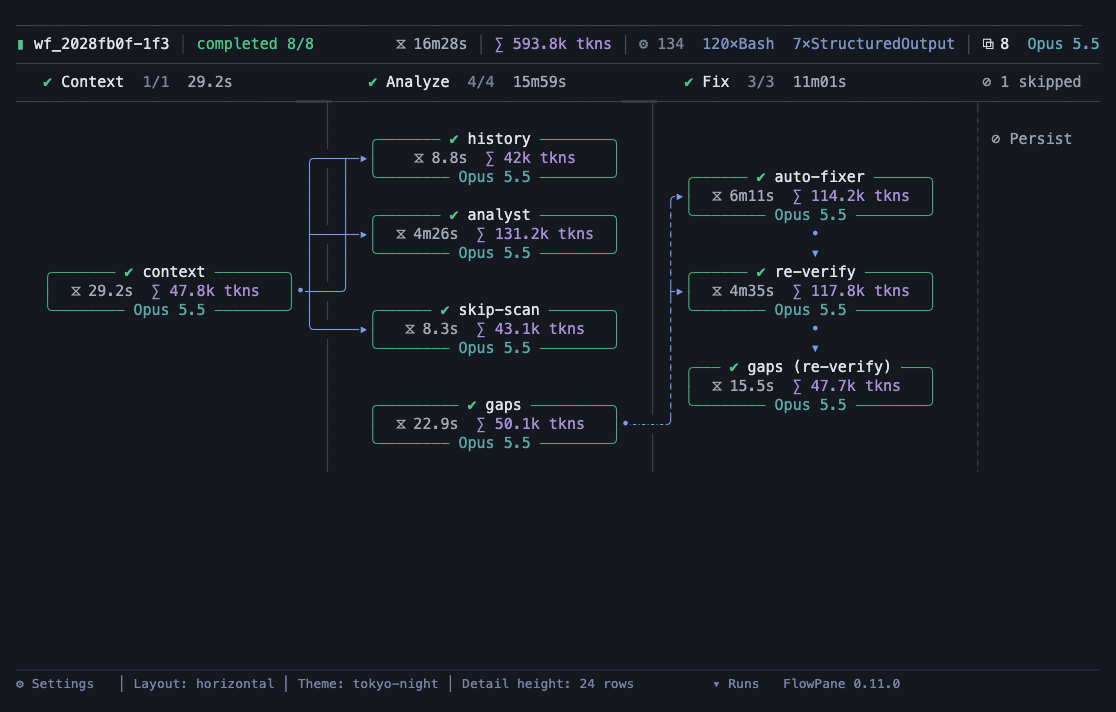 wf_2028fb0f-1f3 │ completed 8/8 ⧖ 16m28s │ ∑ 593.8k tkns │ ⚙ 134 120×Bash 7×StructuredOutput │ ⧉ 8 Opus 5.5
✔ Context 1/1 29.2s ✔ Analyze 4/4 15m59s ✔ Fix 3/3 11m01s ⊘ 1 skipped
✔ context
⧖ 29.2s ∑ 47.8k tkns
Opus 5.5
✔ history
⧖ 8.8s ∑ 42k tkns
Opus 5.5
✔ analyst
⧖ 4m26s ∑ 131.2k tkns
Opus 5.5
✔ skip-scan
⧖ 8.3s ∑ 43.1k tkns
Opus 5.5
✔ gaps
⧖ 22.9s ∑ 50.1k tkns
Opus 5.5
✔ auto-fixer
⧖ 6m11s ∑ 114.2k tkns
Opus 5.5
✔ re-verify
⧖ 4m35s ∑ 117.8k tkns
Opus 5.5
✔ gaps (re-verify)
⧖ 15.5s ∑ 47.7k tkns
Opus 5.5
⊘ Persist
⚙ Settings │ Layout: horizontal │ Theme: tokyo-night │ Detail height: 24 rows ▾ Runs FlowPane 0.11.0